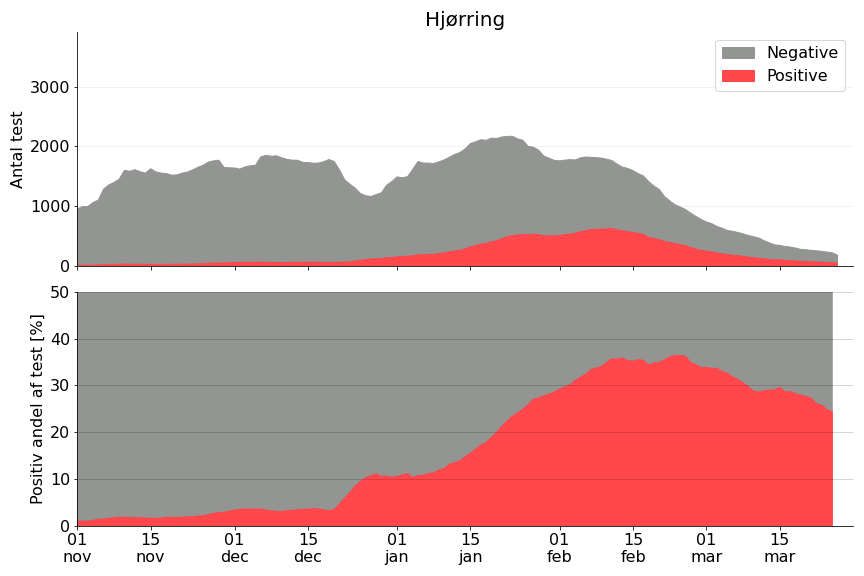 Hjørring
Antal test
3000
2000
1000
0
Negative
Positive
Positiv andel af test [%]
50
40
30
20
10
0
01 15 01 15 01 15 01 15 01 15
nov nov dec dec jan jan feb feb mar mar